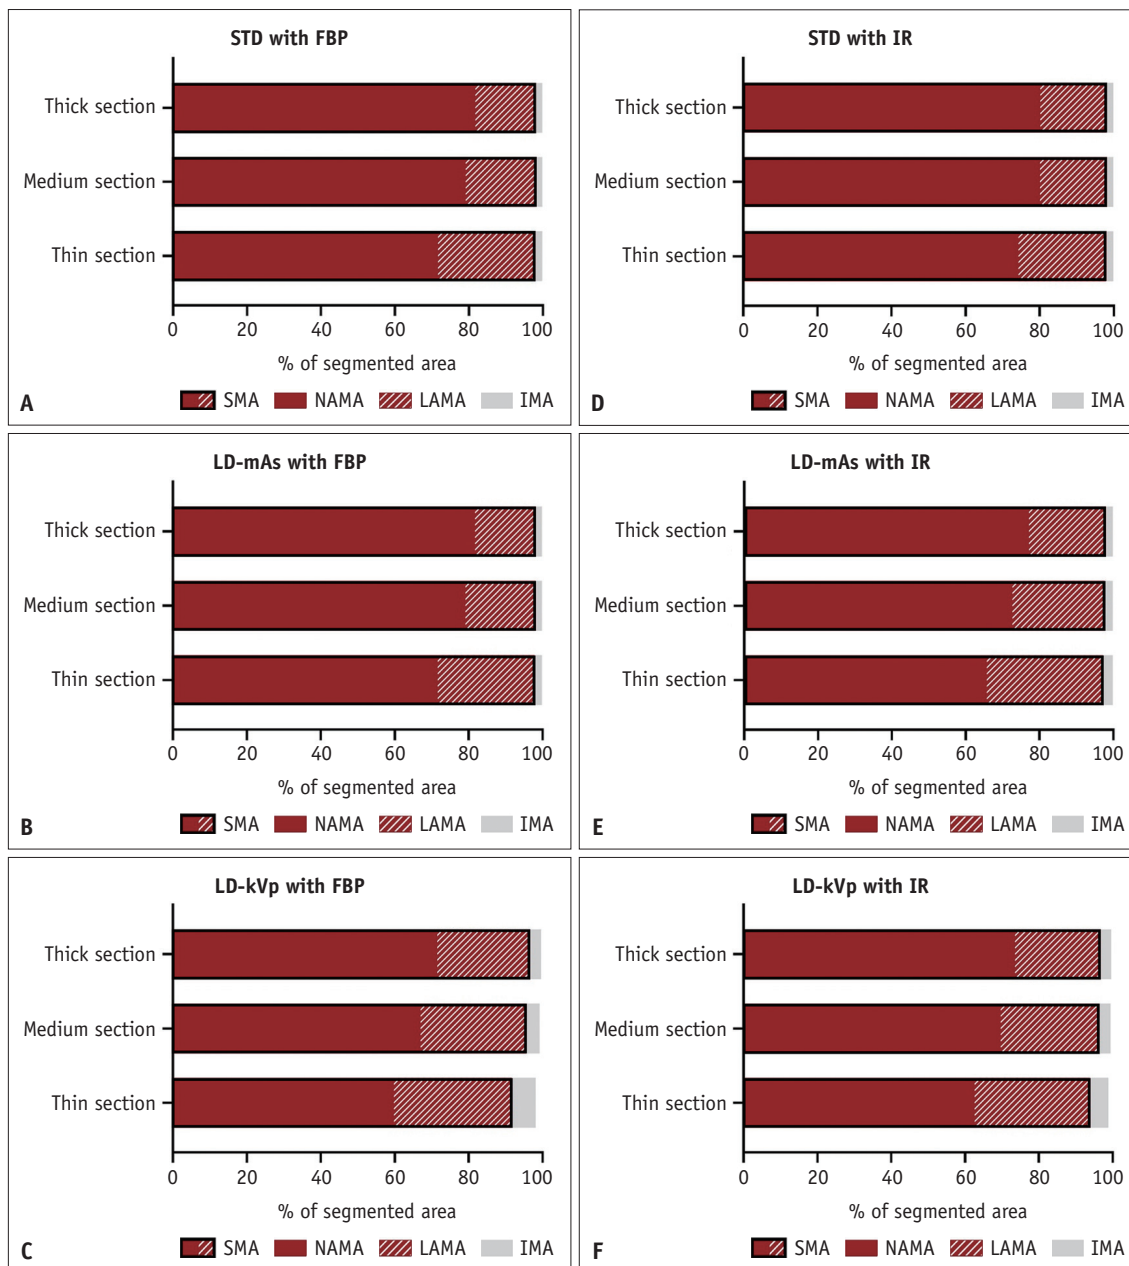 STD with FBP
Thick section
Medium section
Thin section
0 20 40 60 80 100
% of segmented area
A SMA NAMA LAMA IMA
STD with IR
Thick section
Medium section
Thin section
0 20 40 60 80 100
% of segmented area
D SMA NAMA LAMA IMA
LD-mAs with FBP
Thick section
Medium section
Thin section
0 20 40 60 80 100
% of segmented area
B SMA NAMA LAMA IMA
LD-mAs with IR
Thick section
Medium section
Thin section
0 20 40 60 80 100
% of segmented area
E SMA NAMA LAMA IMA
LD-kVp with FBP
Thick section
Medium section
Thin section
0 20 40 60 80 100
% of segmented area
C SMA NAMA LAMA IMA
LD-kVp with IR
Thick section
Medium section
Thin section
0 20 40 60 80 100
% of segmented area
F SMA NAMA LAMA IMA